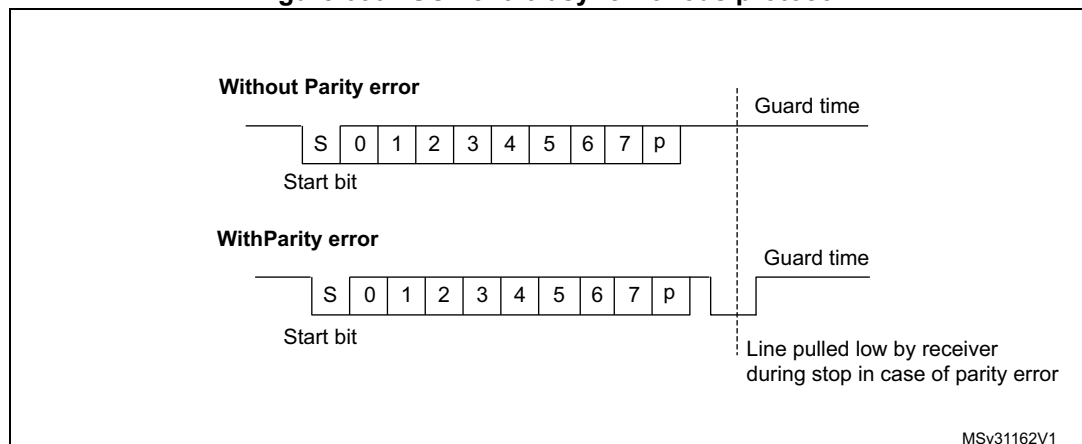 Without Parity error
Guard time
S 0 1 2 3 4 5 6 7 p
Start bit
WithParity error
Guard time
S 0 1 2 3 4 5 6 7 p
Start bit
Line pulled low by receiver
during stop in case of parity error
MSv31162V1